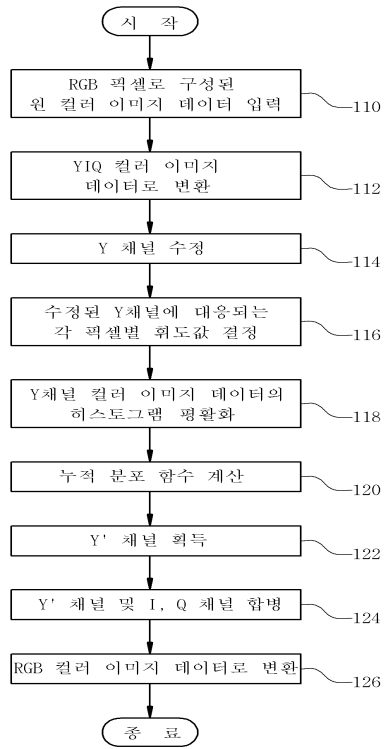 시 작
RGB 픽셀로 구성된
원 컬러 이미지 데이터 입력
110
YIQ 컬러 이미지
데이터로 변환
112
Y 채널 수정
114
수정된 Y채널에 대응되는
각 픽셀별 휘도값 결정
116
Y채널 컬러 이미지 데이터의
히스토그램 평활화
118
누적 분포 함수 계산
120
Y' 채널 획득
122
Y' 채널 및 I, Q 채널 합병
124
RGB 컬러 이미지 데이터로 변환
126
종 료